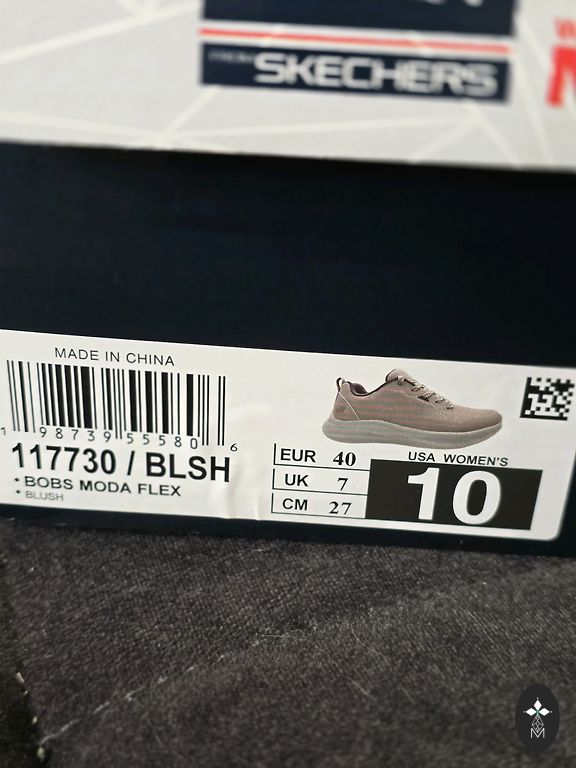 SKECHERS
MADE IN CHINA
1 98739 55580 6
117730 / BLSH
• BOBS MODA FLEX
• BLUSH
EUR 40
UK 7
CM 27
USA WOMEN'S
10
M